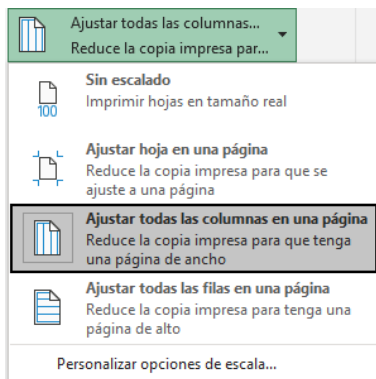 Ajustar todas las columnas...
Reduce la copia impresa par...
Sin escalado
Imprimir hojas en tamaño real
100
Ajustar hoja en una página
Reduce la copia impresa para que se
ajuste a una página
Ajustar todas las columnas en una página
Reduce la copia impresa para que tenga
una página de ancho
Ajustar todas las filas en una página
Reduce la copia impresa para tenga una
página de alto
Personalizar opciones de escala...